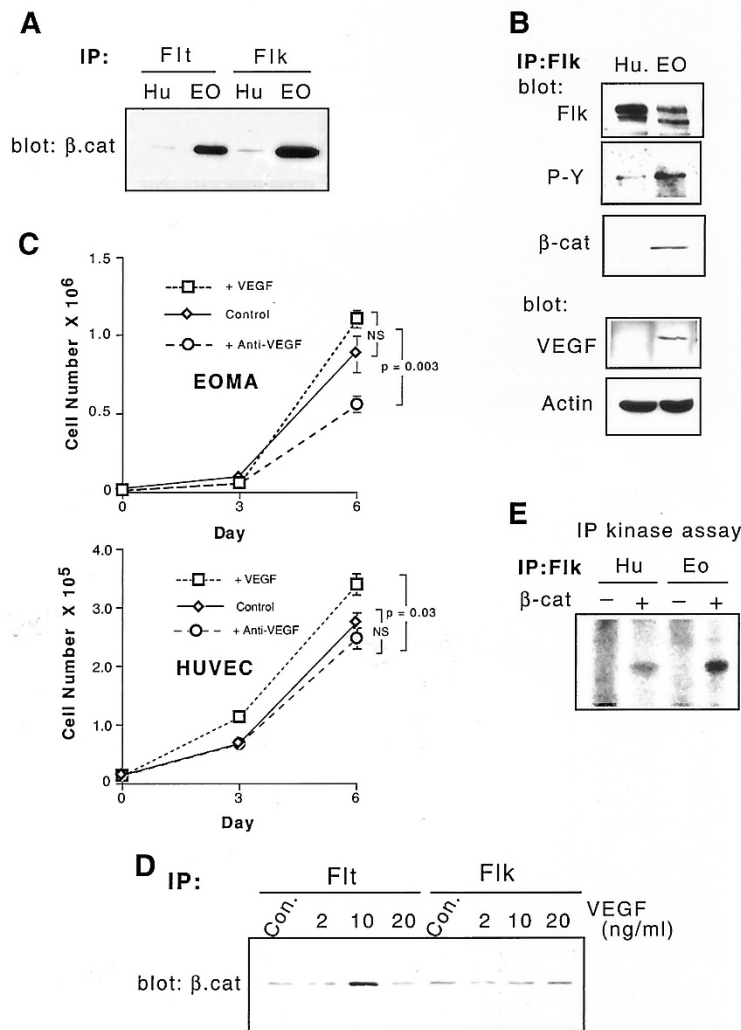 A
IP: Flt Flk
Hu EO Hu EO
blot: β.cat
B
IP:Flk Hu. EO
blot:
Flk
P-Y
β-cat
blot:
VEGF
Actin
C
Cell Number X 10⁶
1.5
1.0
0.5
0
+ VEGF
Control
+ Anti-VEGF
EOMA
NS
p = 0.003
0 3 6
Day
Cell Number X 10⁵
4.0
3.0
2.0
1.0
0
+ VEGF
Control
+ Anti-VEGF
HUVEC
p = 0.03
NS
0 3 6
Day
E
IP kinase assay
IP:Flk Hu Eo
β-cat − + − +
D
IP: Flt Flk
Con. 2 10 20 Con. 2 10 20 VEGF
(ng/ml)
blot: β.cat